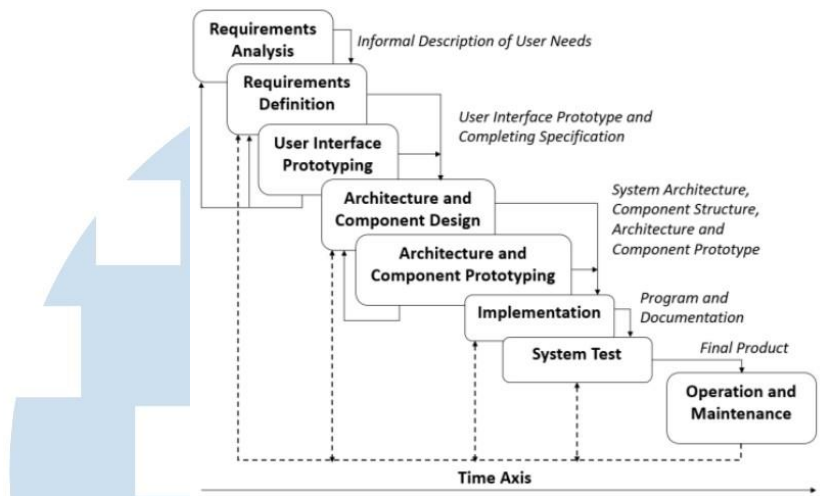 Requirements
Analysis
Informal Description of User Needs
Requirements
Definition
User Interface Prototype and
Completing Specification
User Interface
Prototyping
Architecture and
Component Design
System Architecture,
Component Structure,
Architecture and
Component Prototype
Architecture and
Component Prototyping
Implementation
Program and
Documentation
System Test
Final Product
Operation and
Maintenance
Time Axis